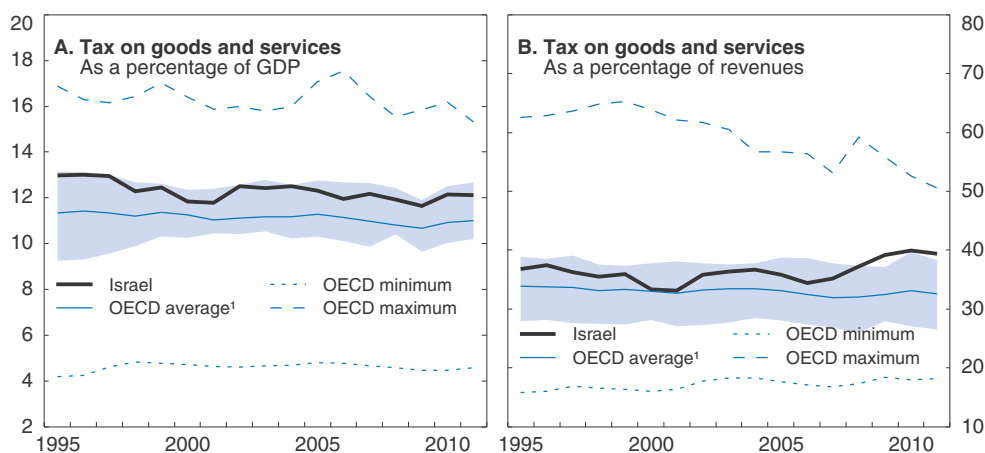 A. Tax on goods and services
As a percentage of GDP
20
18
16
14
12
10
8
6
4
2
Israel
OECD average¹
OECD minimum
OECD maximum
1995 2000 2005 2010
B. Tax on goods and services
As a percentage of revenues
80
70
60
50
40
30
20
10
Israel
OECD average¹
OECD minimum
OECD maximum
1995 2000 2005 2010